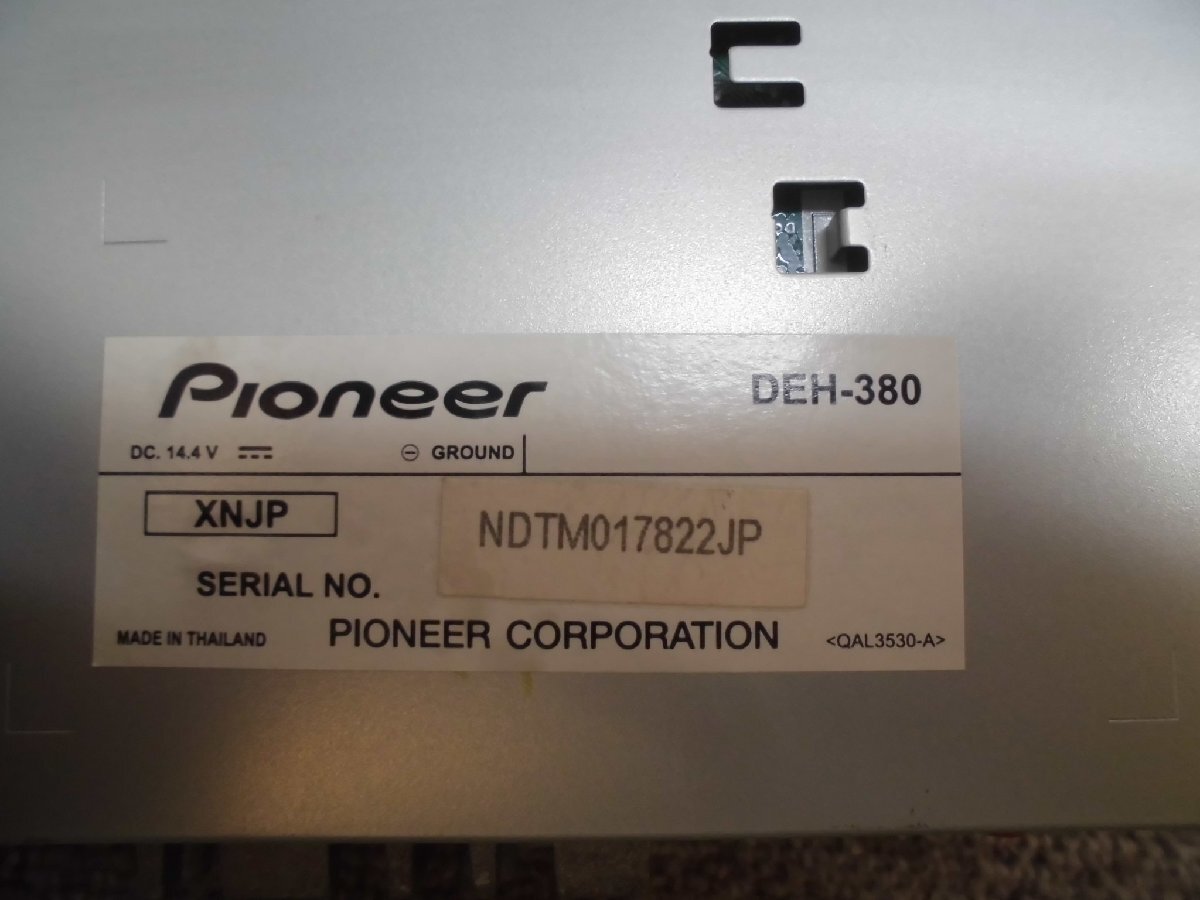 Pioneer DEH-380
DC. 14.4 V ⊖ GROUND
XNJP
NDTM017822JP
SERIAL NO.
MADE IN THAILAND PIONEER CORPORATION <QAL3530-A>